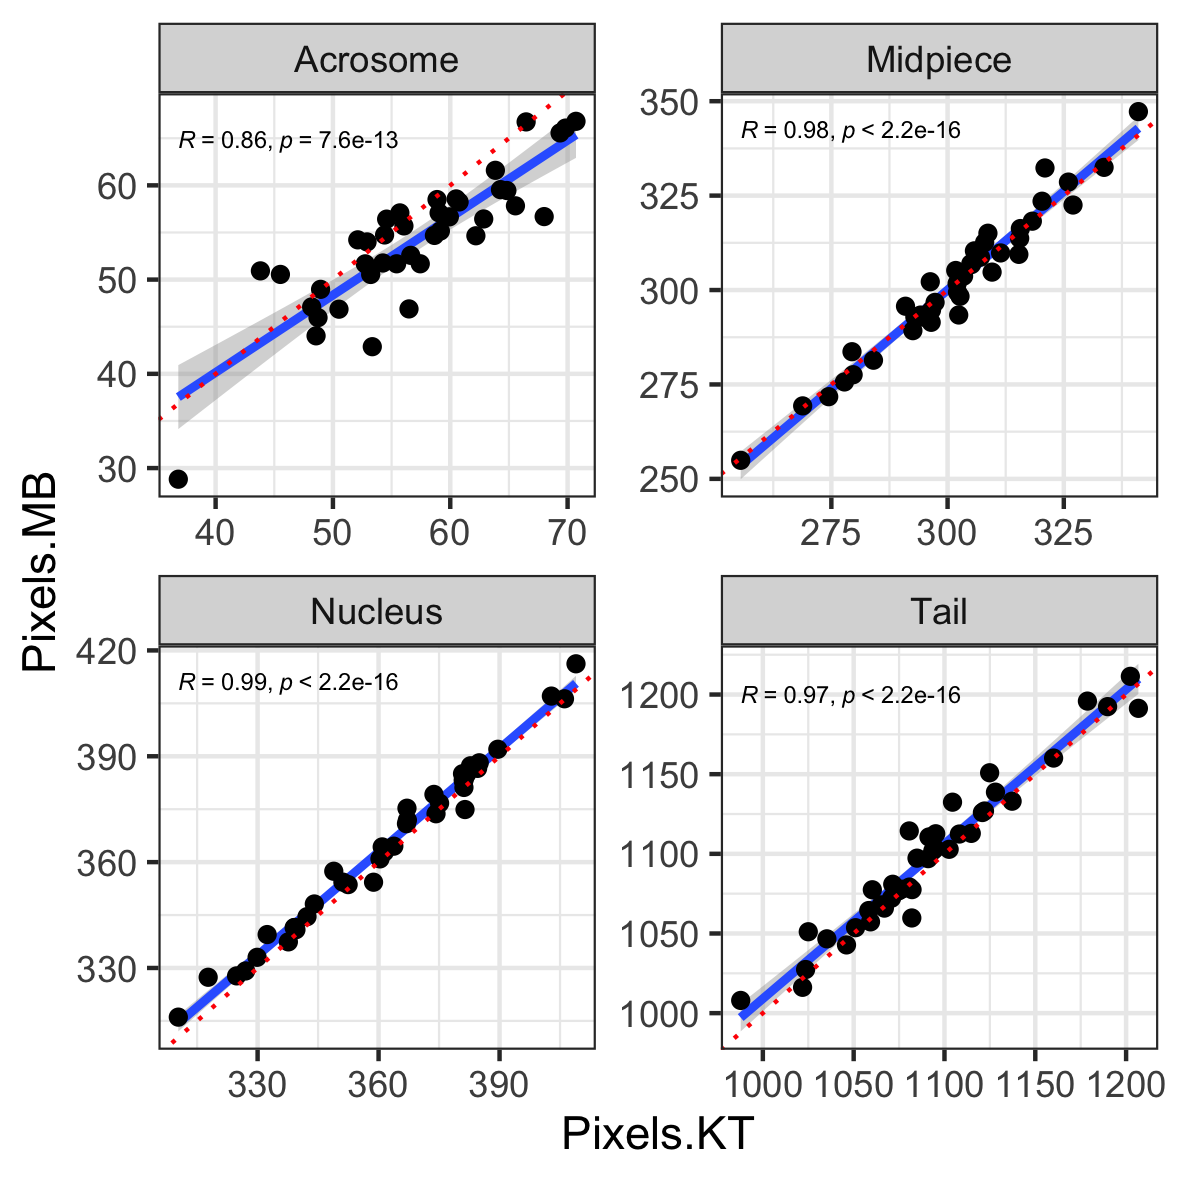 Acrosome
R = 0.86, p = 7.6e-13
60
50
40
30
40 50 60 70
Midpiece
R = 0.98, p < 2.2e-16
350
325
300
275
250
275 300 325
Nucleus
R = 0.99, p < 2.2e-16
420
390
360
330
330 360 390
Tail
R = 0.97, p < 2.2e-16
1200
1150
1100
1050
1000
1000 1050 1100 1150 1200
Pixels.MB
Pixels.KT